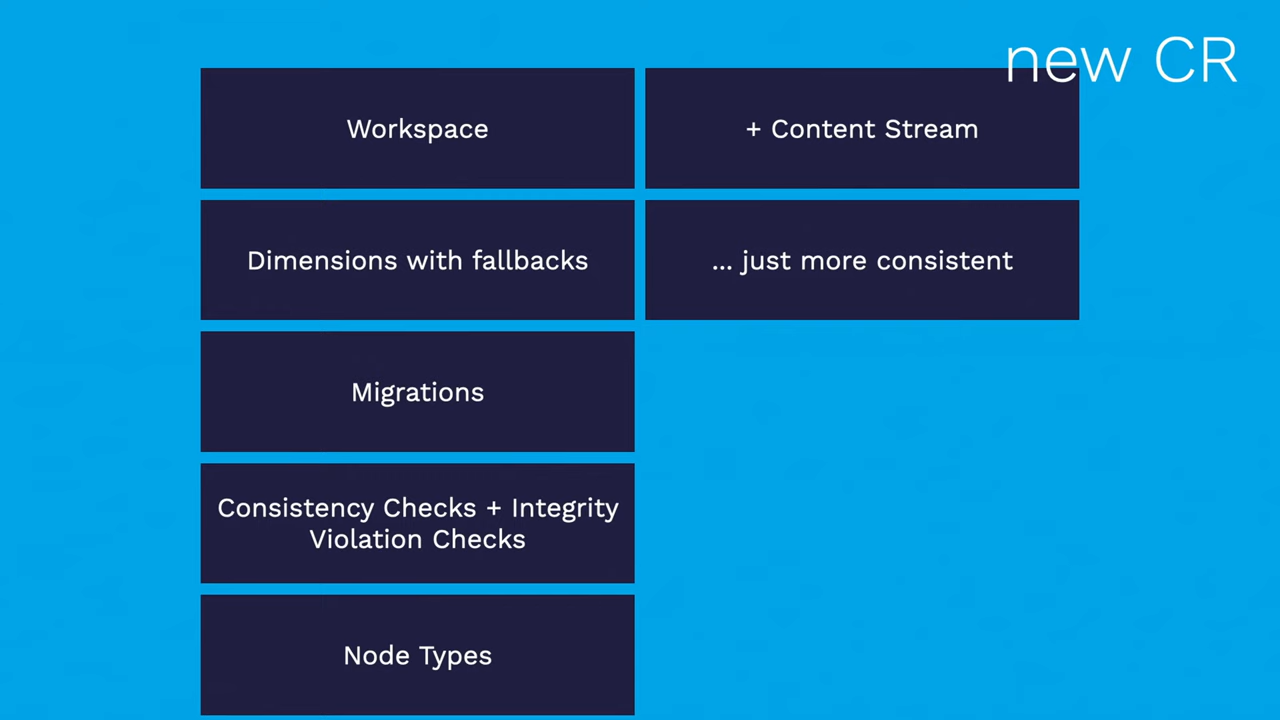 new CR
Workspace
+ Content Stream
Dimensions with fallbacks
... just more consistent
Migrations
Consistency Checks + Integrity
Violation Checks
Node Types